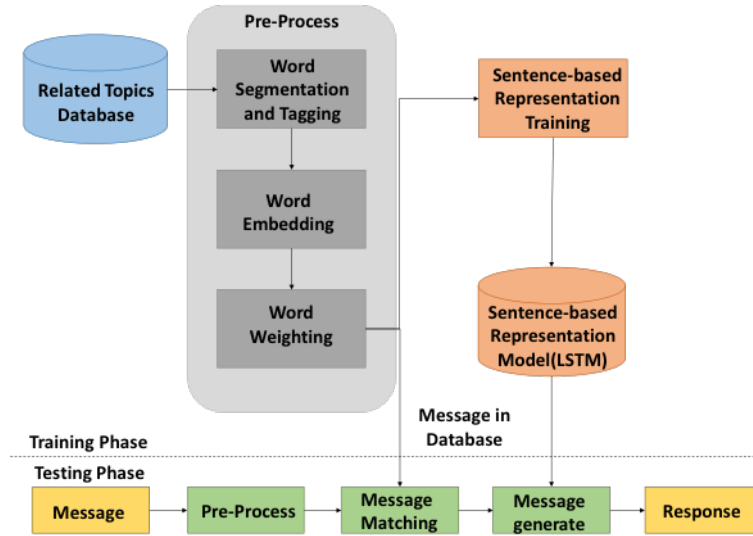 Pre-Process
Related Topics
Database
Word
Segmentation
and Tagging
Sentence-based
Representation
Training
Word
Embedding
Word
Weighting
Sentence-based
Representation
Model(LSTM)
Message in
Database
Training Phase
Testing Phase
Message
Pre-Process
Message
Matching
Message
generate
Response